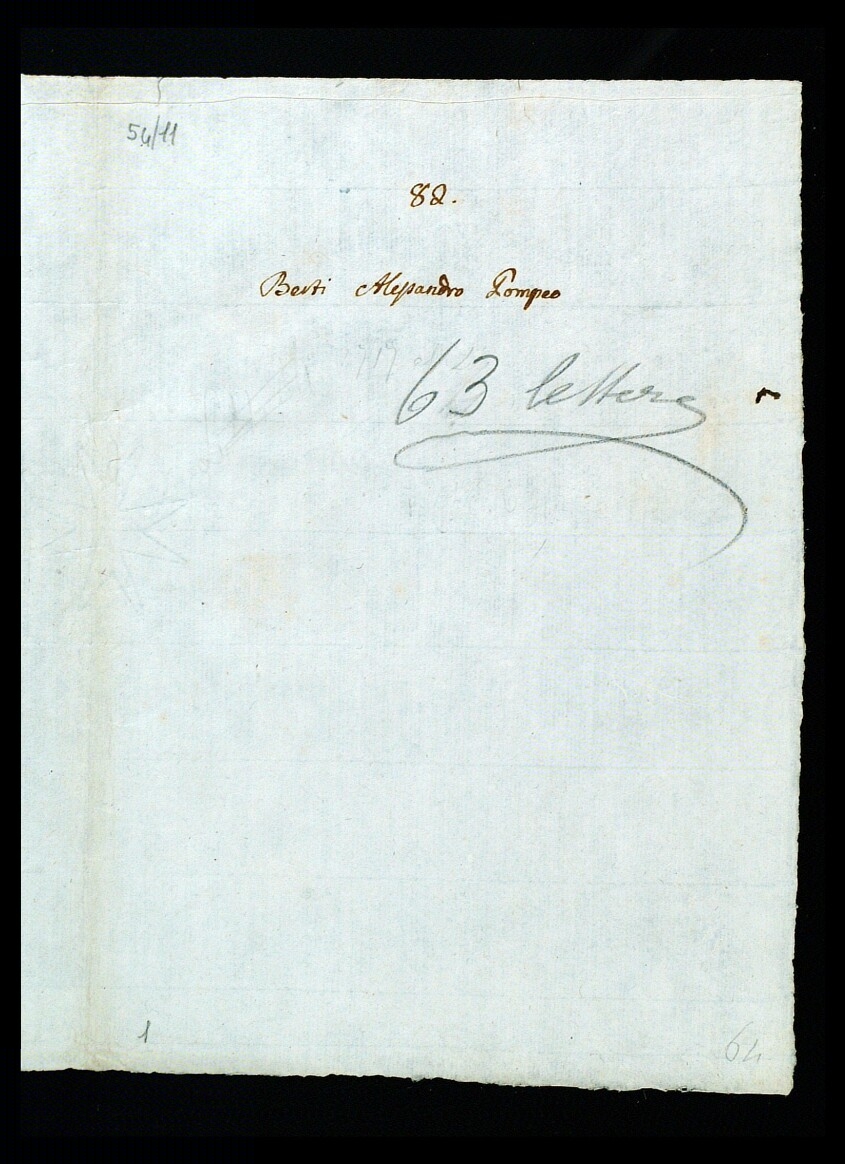 54/11
82.
Berti Alessandro Pompeo
63 lettere
1
64